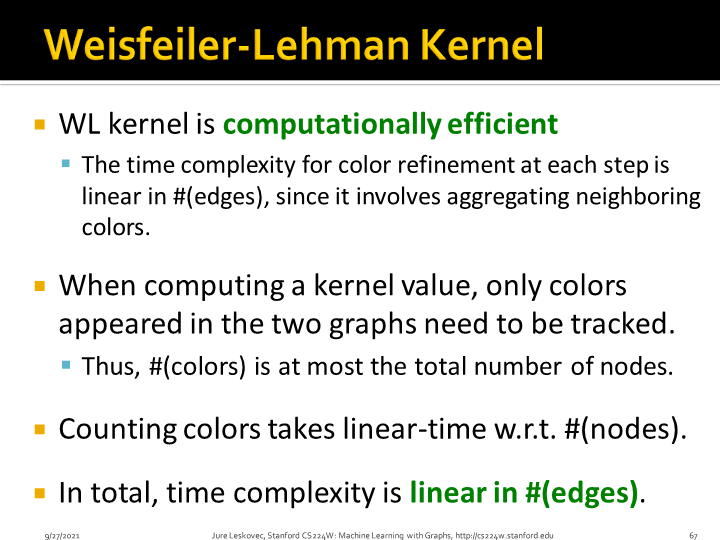 Weisfeiler-Lehman Kernel
WL kernel is computationally efficient
The time complexity for color refinement at each step is
linear in #(edges), since it involves aggregating neighboring
colors.
When computing a kernel value, only colors
appeared in the two graphs need to be tracked.
Thus, #(colors) is at most the total number of nodes.
Counting colors takes linear-time w.r.t. #(nodes).
In total, time complexity is linear in #(edges).
9/27/2021 Jure Leskovec, Stanford CS224W: Machine Learning with Graphs, http://cs224w.stanford.edu 67